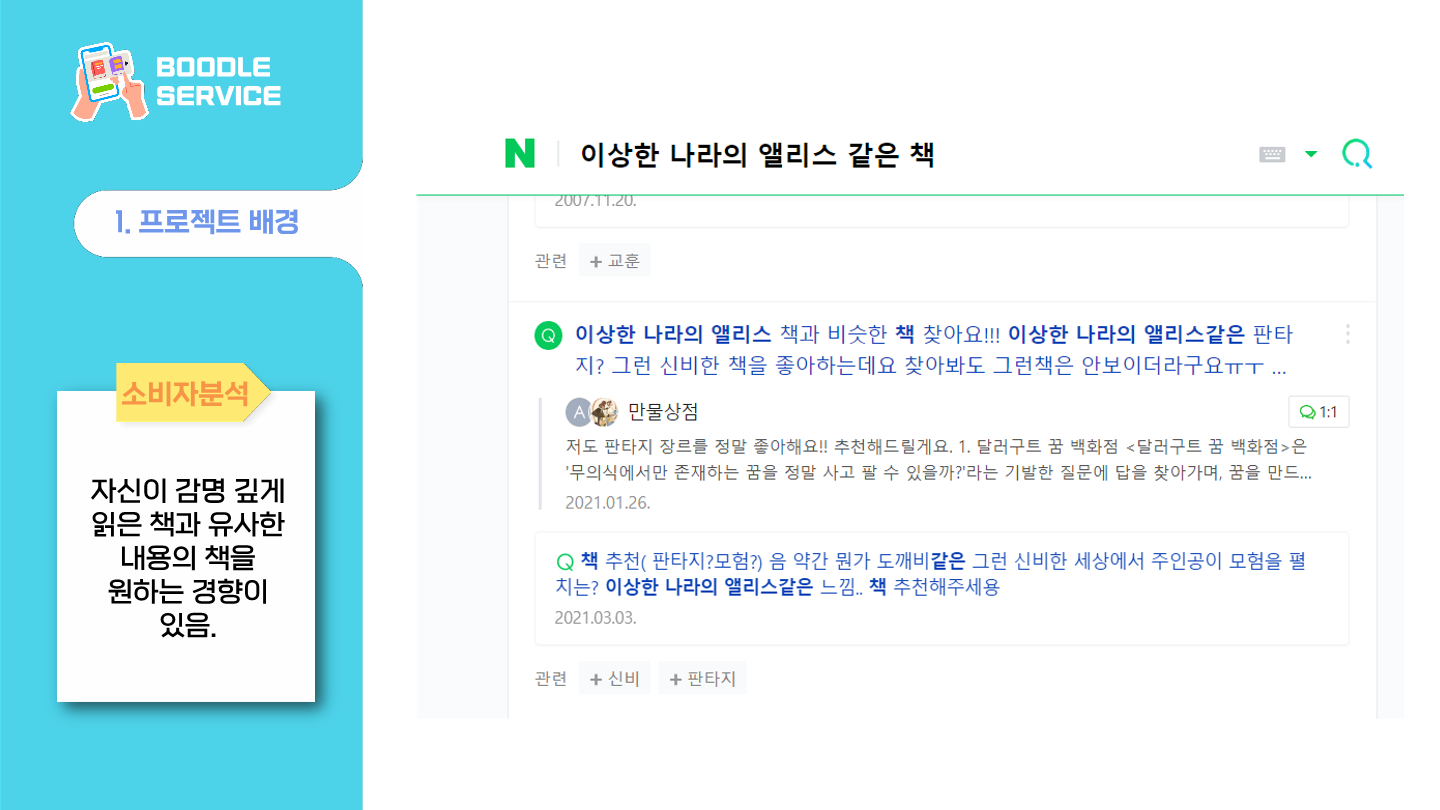 BOODLE
SERVICE
1. 프로젝트 배경
소비자분석
자신이 감명 깊게
읽은 책과 유사한
내용의 책을
원하는 경향이
있음.
N 이상한 나라의 앨리스 같은 책
2007.11.20.
관련 + 교훈
Q 이상한 나라의 앨리스 책과 비슷한 책 찾아요!!! 이상한 나라의 앨리스같은 판타
지? 그런 신비한 책을 좋아하는데요 찾아봐도 그런책은 안보이더라구요ㅠㅜ ...
A 만물상점
1:1
저도 판타지 장르를 정말 좋아해요!! 추천해드릴게요. 1. 달러구트 꿈 백화점 <달러구트 꿈 백화점>은
'무의식에서만 존재하는 꿈을 정말 사고 팔 수 있을까?'라는 기발한 질문에 답을 찾아가며, 꿈을 만드...
2021.01.26.
Q 책 추천( 판타지?모험?) 음 약간 뭔가 도깨비같은 그런 신비한 세상에서 주인공이 모험을 펼
치는? 이상한 나라의 앨리스같은 느낌.. 책 추천해주세용
2021.03.03.
관련 + 신비 + 판타지